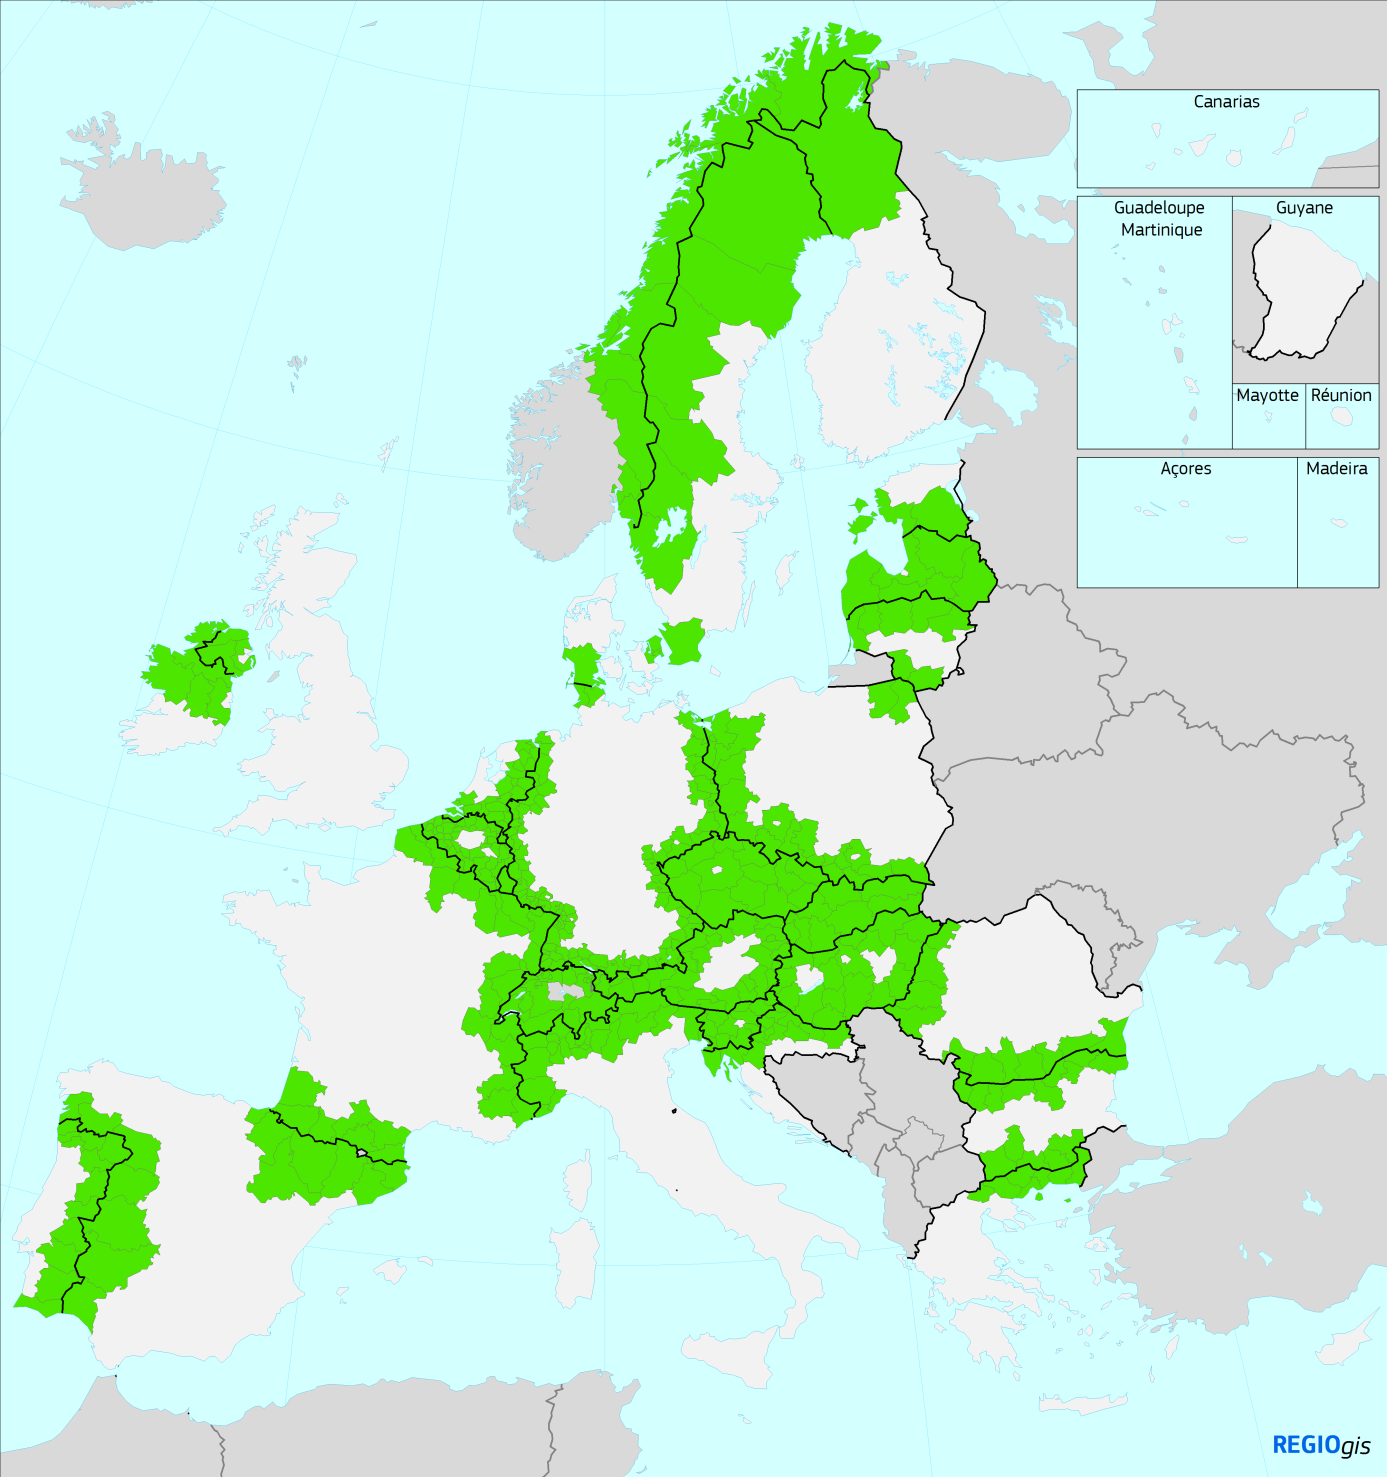 Canarias
Guadeloupe
Martinique
Guyane
Mayotte
Réunion
Açores
Madeira
REGIOgis